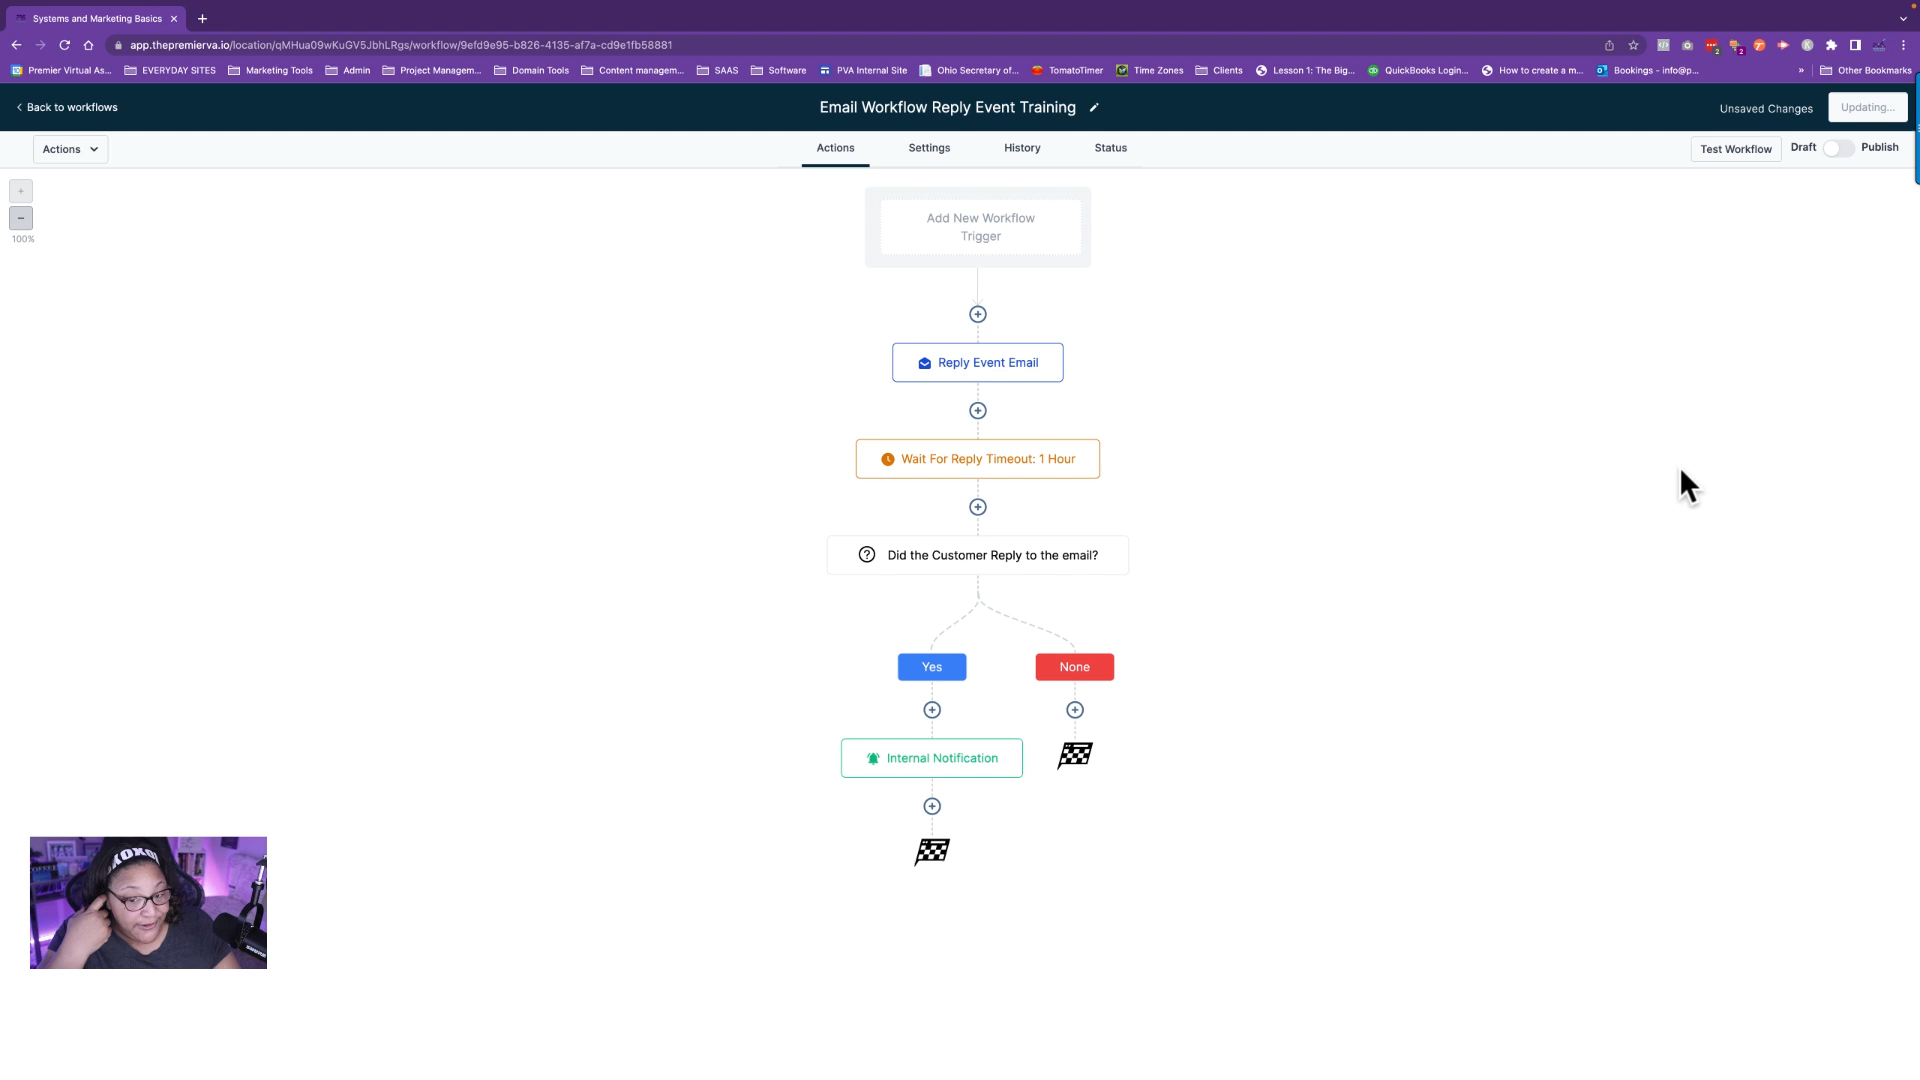 Systems and Marketing Basics
app.thepremierva.io/location/qMHua09wKuGV5JbhLRgs/workflow/9efd9e95-b826-4135-af7a-cd9e1fb58881
Premier Virtual As... EVERYDAY SITES Marketing Tools Admin Project Managem... Domain Tools Content managem... SAAS Software PVA Internal Site Ohio Secretary of... TomatoTimer Time Zones Clients Lesson 1: The Big... QuickBooks Login... How to create a m... Bookings - info@p... » Other Bookmarks
Back to workflows
Email Workflow Reply Event Training
Unsaved Changes
Updating...
Actions
Actions Settings History Status
Test Workflow Draft Publish
100%
Add New Workflow
Trigger
Reply Event Email
Wait For Reply Timeout: 1 Hour
Did the Customer Reply to the email?
Yes None
Internal Notification